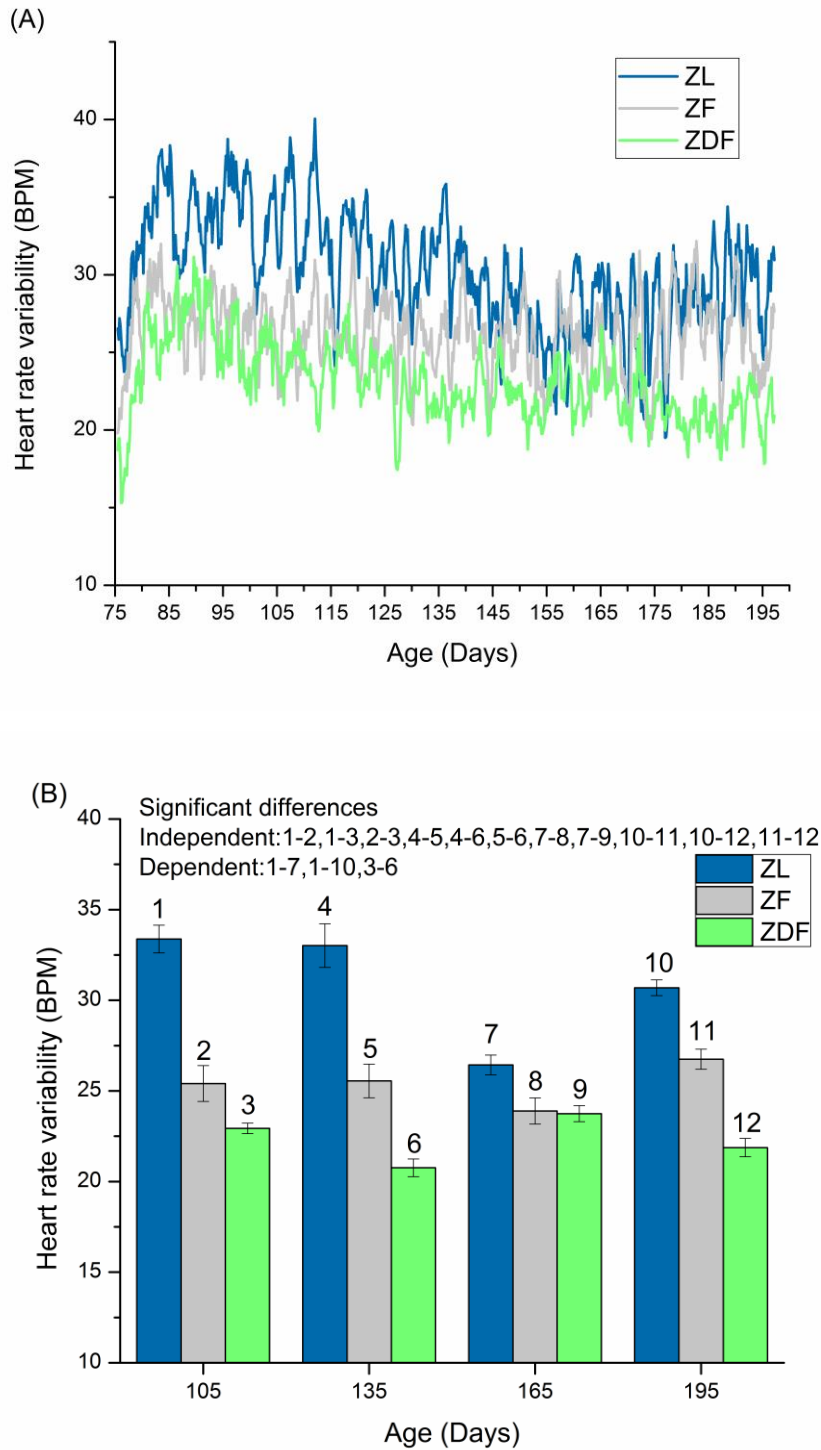 (A)
ZL
ZF
ZDF
40
30
20
10
Heart rate variability (BPM)
75 85 95 105 115 125 135 145 155 165 175 185 195
Age (Days)
(B)
Significant differences
Independent:1-2,1-3,2-3,4-5,4-6,5-6,7-8,7-9,10-11,10-12,11-12
Dependent:1-7,1-10,3-6
ZL
ZF
ZDF
40
35
30
25
20
15
10
Heart rate variability (BPM)
1
2
3
4
5
6
7
8
9
10
11
12
105 135 165 195
Age (Days)